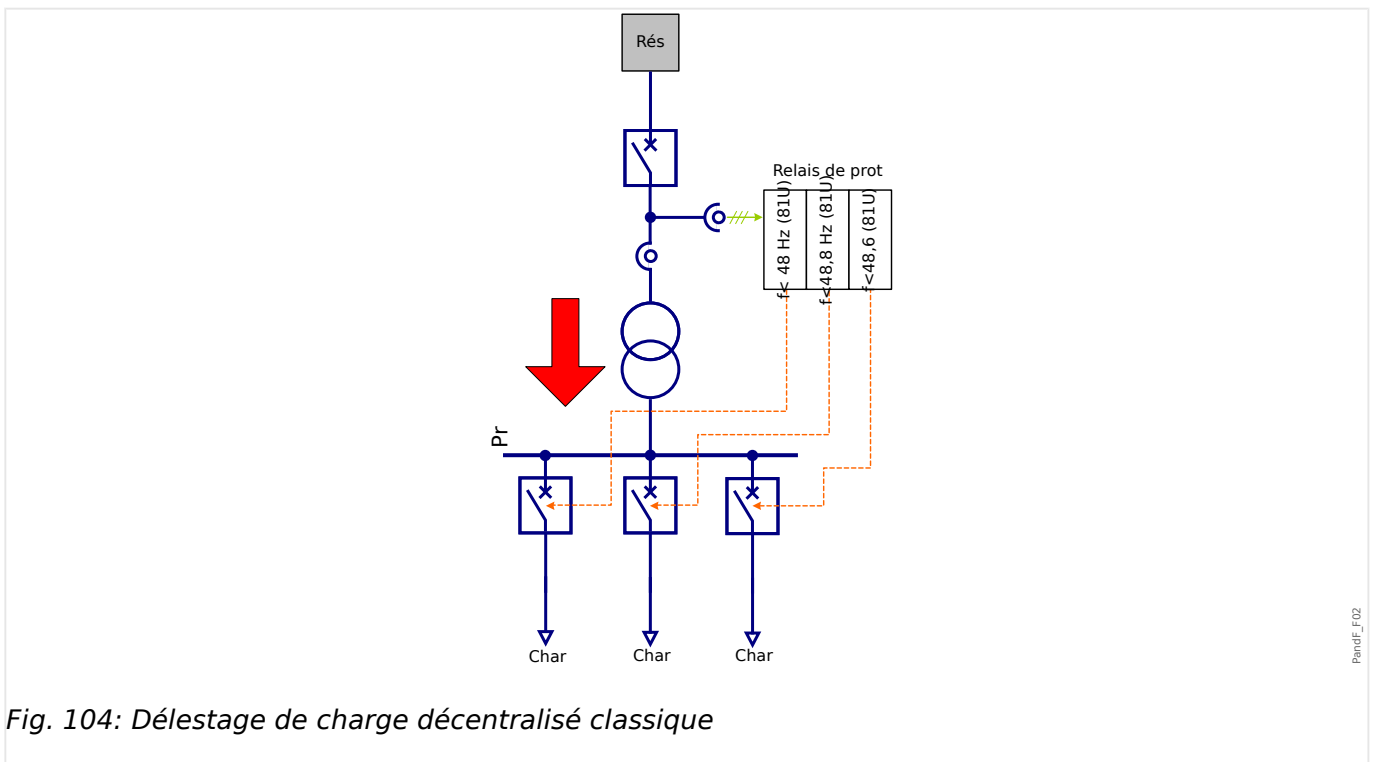 Rés
Relais de prot
f< 48 Hz (81U)
f<48,8 Hz (81U)
f<48,6 (81U)
Pr
Char
Char
Char
PandF_F02
Fig. 104: Délestage de charge décentralisé classique